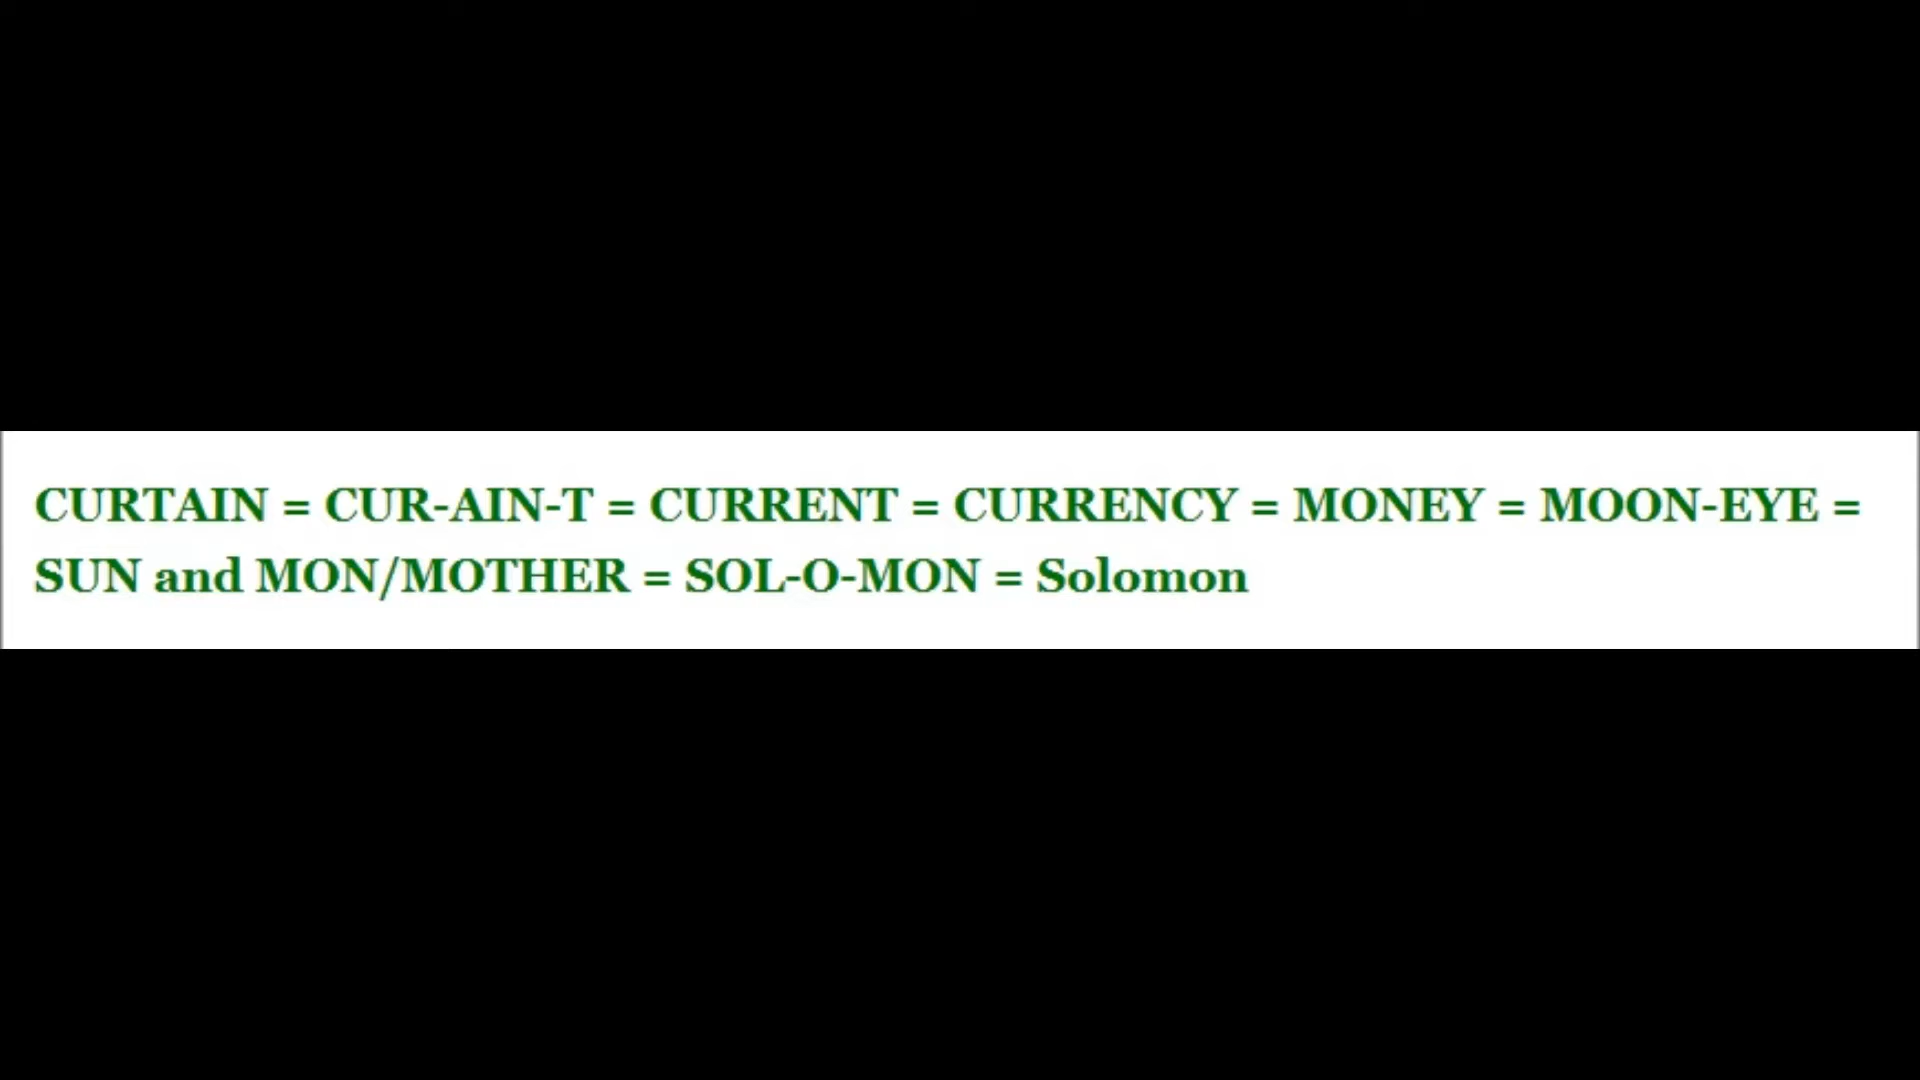 CURTAIN = CUR-AIN-T = CURRENT = CURRENCY = MONEY = MOON-EYE =
SUN and MON/MOTHER = SOL-O-MON = Solomon